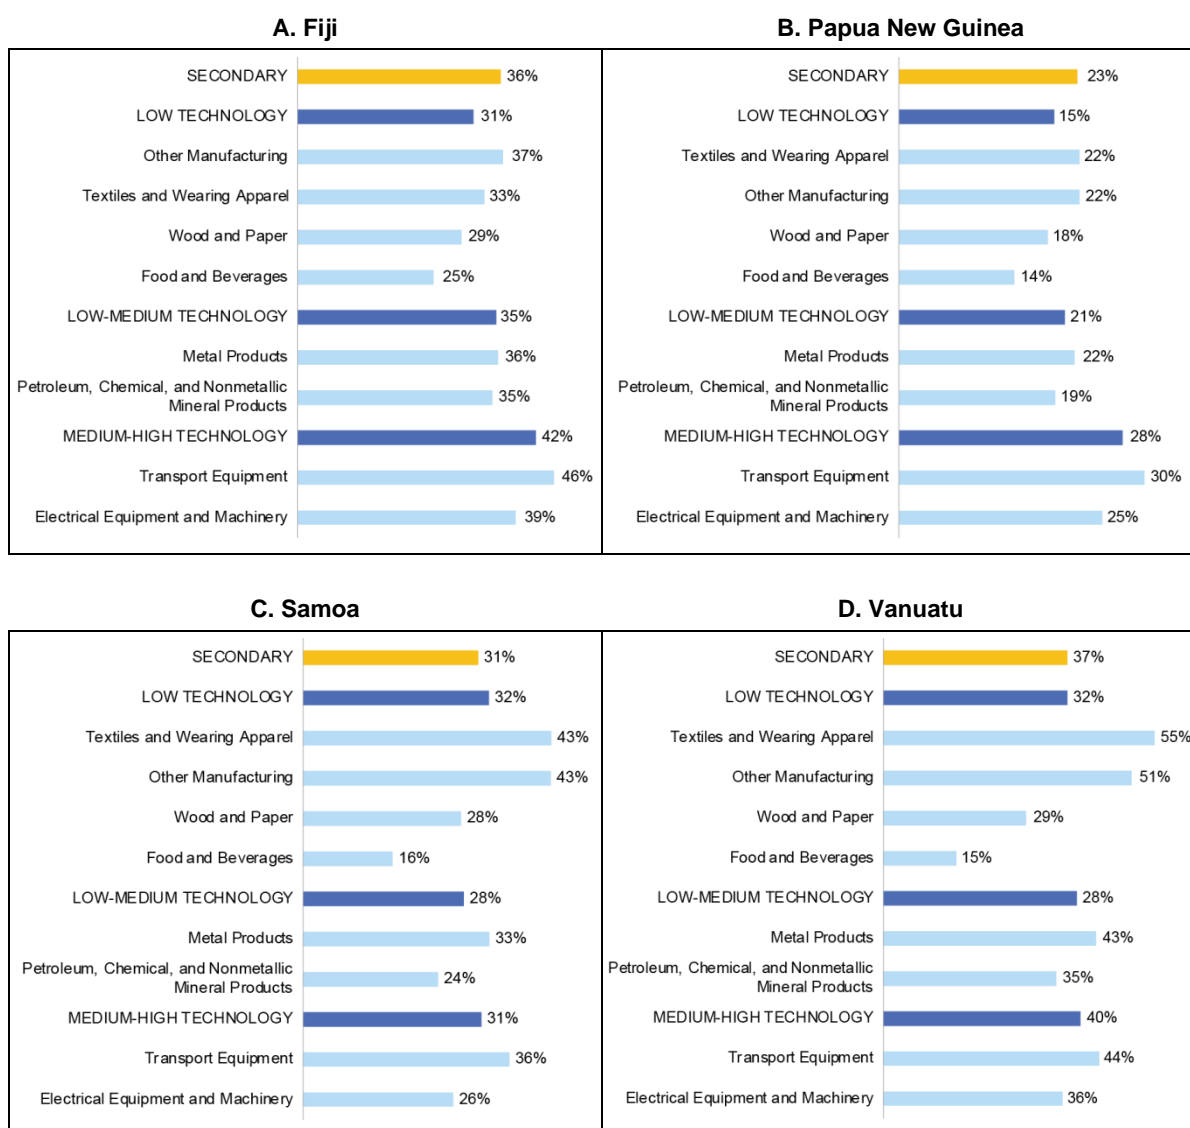 A. Fiji
SECONDARY 36%
LOW TECHNOLOGY 31%
Other Manufacturing 37%
Textiles and Wearing Apparel 33%
Wood and Paper 29%
Food and Beverages 25%
LOW-MEDIUM TECHNOLOGY 35%
Metal Products 36%
Petroleum, Chemical, and Nonmetallic
Mineral Products 35%
MEDIUM-HIGH TECHNOLOGY 42%
Transport Equipment 46%
Electrical Equipment and Machinery 39%
B. Papua New Guinea
SECONDARY 23%
LOW TECHNOLOGY 15%
Textiles and Wearing Apparel 22%
Other Manufacturing 22%
Wood and Paper 18%
Food and Beverages 14%
LOW-MEDIUM TECHNOLOGY 21%
Metal Products 22%
Petroleum, Chemical, and Nonmetallic
Mineral Products 19%
MEDIUM-HIGH TECHNOLOGY 28%
Transport Equipment 30%
Electrical Equipment and Machinery 25%
C. Samoa
SECONDARY 31%
LOW TECHNOLOGY 32%
Textiles and Wearing Apparel 43%
Other Manufacturing 43%
Wood and Paper 28%
Food and Beverages 16%
LOW-MEDIUM TECHNOLOGY 28%
Metal Products 33%
Petroleum, Chemical, and Nonmetallic
Mineral Products 24%
MEDIUM-HIGH TECHNOLOGY 31%
Transport Equipment 36%
Electrical Equipment and Machinery 26%
D. Vanuatu
SECONDARY 37%
LOW TECHNOLOGY 32%
Textiles and Wearing Apparel 55%
Other Manufacturing 51%
Wood and Paper 29%
Food and Beverages 15%
LOW-MEDIUM TECHNOLOGY 28%
Metal Products 43%
Petroleum, Chemical, and Nonmetallic
Mineral Products 35%
MEDIUM-HIGH TECHNOLOGY 40%
Transport Equipment 44%
Electrical Equipment and Machinery 36%